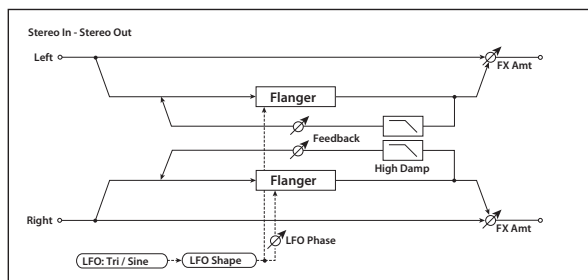 Stereo In - Stereo Out
Left
FX Amt
Flanger
Feedback
High Damp
Flanger
LFO Phase
Right
FX Amt
LFO: Tri / Sine
LFO Shape